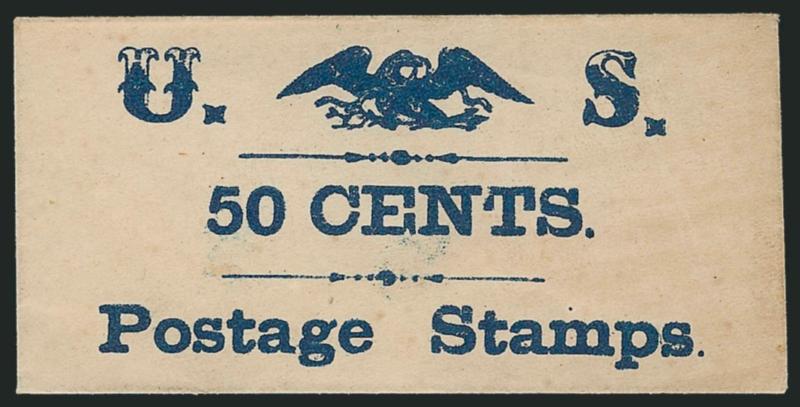 U. S.
50 CENTS.
Postage Stamps.